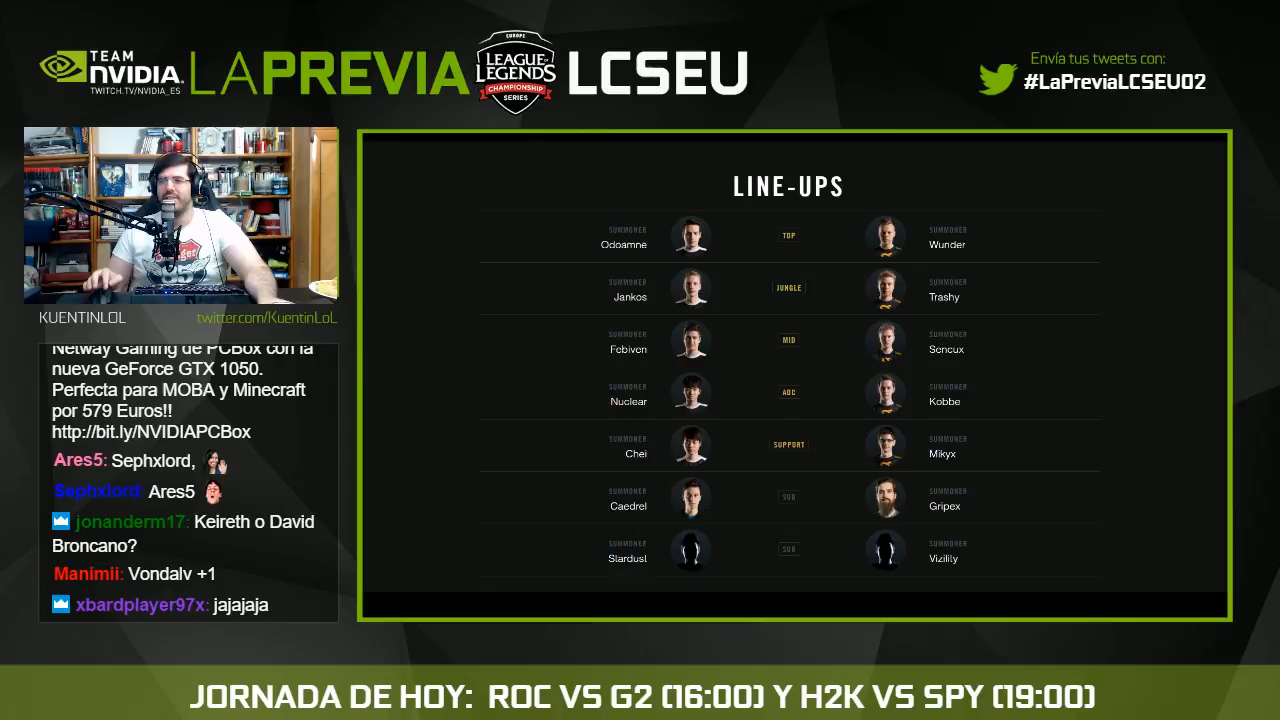 TEAM NVIDIA.
TWITCH.TV/NVIDIA_ES
LAPREVIA
EUROPE
LEAGUE OF LEGENDS
CHAMPIONSHIP
SERIES
LCSEU
Envía tus tweets con:
#LaPreviaLCSEU02
KUENTINLOL
twitter.com/KuentinLoL
Netway Gaming de PCBox con la
nueva GeForce GTX 1050.
Perfecta para MOBA y Minecraft
por 579 Euros!!
http://bit.ly/NVIDIAPCBox
Ares5: Sephxlord,
Sephxlord: Ares5
jonanderm17: Keireth o David
Broncano?
Manimii: Vondalv +1
xbardplayer97x: jajajaja
LINE-UPS
SUMMONER TOP SUMMONER
Odoamne Wunder
SUMMONER JUNGLE SUMMONER
Jankos Trashy
SUMMONER MID SUMMONER
Febiven Sencux
SUMMONER ADC SUMMONER
Nuclear Kobbe
SUMMONER SUPPORT SUMMONER
Chei Mikyx
SUMMONER SUB SUMMONER
Caedrel Gripex
SUMMONER SUB SUMMONER
Stardust Vizility
JORNADA DE HOY: ROC VS G2 (16:00) Y H2K VS SPY (19:00)